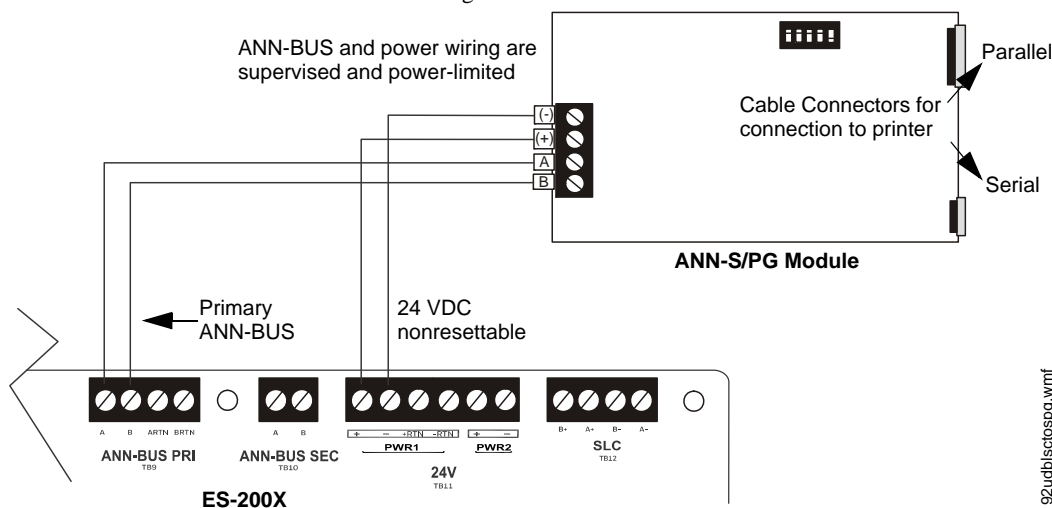 ANN-BUS and power wiring are
supervised and power-limited
Parallel
Cable Connectors for
connection to printer
Serial
(-)
(+)
A
B
ANN-S/PG Module
Primary
ANN-BUS
24 VDC
nonresettable
A B ARTN BRTN
ANN-BUS PRI
TB9
A B
ANN-BUS SEC
TB10
+ – +RTN –RTN + –
PWR1 PWR2
24V
TB11
B+ A+ B– A–
SLC
TB12
ES-200X
92udblsctospg.wmf